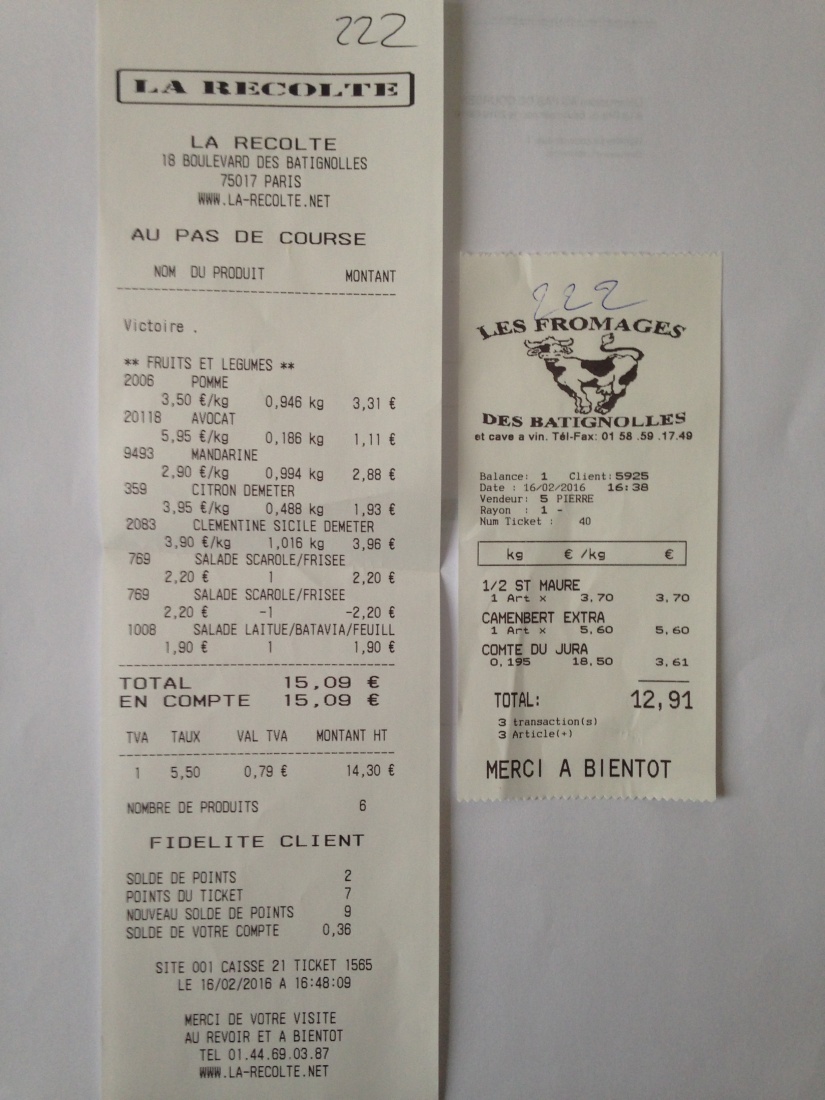 222
LA RECOLTE
LA RECOLTE
18 BOULEVARD DES BATIGNOLLES
75017 PARIS
WWW.LA-RECOLTE.NET
AU PAS DE COURSE
NOM DU PRODUIT MONTANT
Victoire .
** FRUITS ET LEGUMES **
2006 POMME
3,50 €/kg 0,946 kg 3,31 €
20118 AVOCAT
5,95 €/kg 0,186 kg 1,11 €
9493 MANDARINE
2,90 €/kg 0,994 kg 2,88 €
359 CITRON DEMETER
3,95 €/kg 0,488 kg 1,93 €
2083 CLEMENTINE SICILE DEMETER
3,90 €/kg 1,016 kg 3,96 €
769 SALADE SCAROLE/FRISEE
2,20 € 1 2,20 €
769 SALADE SCAROLE/FRISEE
2,20 € -1 -2,20 €
1008 SALADE LAITUE/BATAVIA/FEUILL
1,90 € 1 1,90 €
TOTAL 15,09 €
EN COMPTE 15,09 €
TVA TAUX VAL TVA MONTANT HT
1 5,50 0,79 € 14,30 €
NOMBRE DE PRODUITS 6
FIDELITE CLIENT
SOLDE DE POINTS 2
POINTS DU TICKET 7
NOUVEAU SOLDE DE POINTS 9
SOLDE DE VOTRE COMPTE 0,36
SITE 001 CAISSE 21 TICKET 1565
LE 16/02/2016 A 16:48:09
MERCI DE VOTRE VISITE
AU REVOIR ET A BIENTOT
TEL 01.44.69.03.87
WWW.LA-RECOLTE.NET
222
LES FROMAGES
DES BATIGNOLLES
et cave a vin. Tél-Fax: 01 58 .59 .17.49
Balance: 1 Client: 5925
Date : 16/02/2016 16:38
Vendeur: 5 PIERRE
Rayon : 1 -
Num Ticket : 40
kg € /kg €
1/2 ST MAURE
1 Art x 3,70 3,70
CAMENBERT EXTRA
1 Art x 5,60 5,60
COMTE DU JURA
0,195 18,50 3,61
TOTAL: 12,91
3 transaction(s)
3 Article(+)
MERCI A BIENTOT